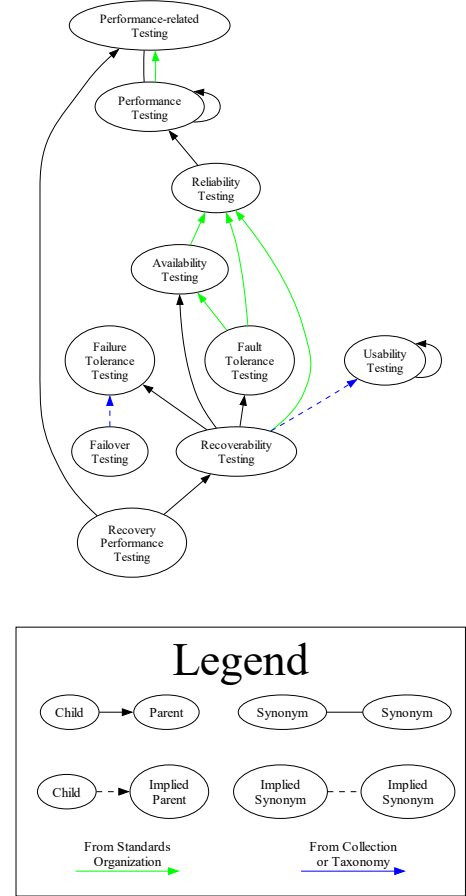 Performance-related
Testing
Performance
Testing
Reliability
Testing
Availability
Testing
Failure
Tolerance
Testing
Fault
Tolerance
Testing
Usability
Testing
Failover
Testing
Recoverability
Testing
Recovery
Performance
Testing
Legend
Child
Parent
Synonym
Synonym
Child
Implied
Parent
Implied
Synonym
Implied
Synonym
From Standards
Organization
From Collection
or Taxonomy